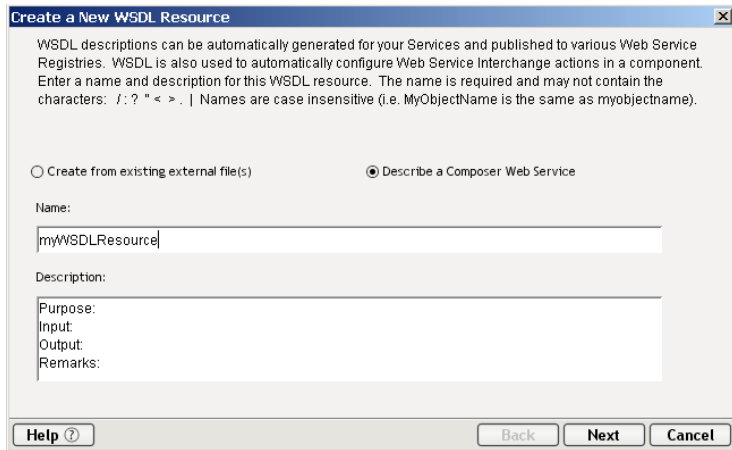 Create a New WSDL Resource
WSDL descriptions can be automatically generated for your Services and published to various Web Service
Registries. WSDL is also used to automatically configure Web Service Interchange actions in a component.
Enter a name and description for this WSDL resource. The name is required and may not contain the
characters: / : ? " < > . | Names are case insensitive (i.e. MyObjectName is the same as myobjectname).
Create from existing external file(s) Describe a Composer Web Service
Name:
myWSDLResource
Description:
Purpose:
Input:
Output:
Remarks:
Help ? Back Next Cancel